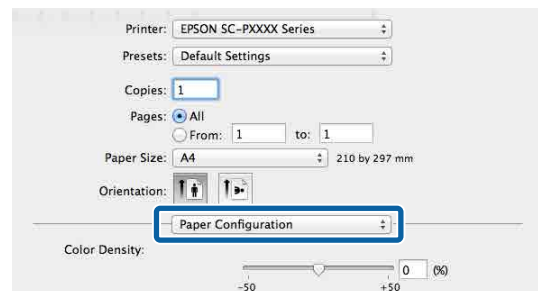 Printer: EPSON SC-PXXXX Series
Presets: Default Settings
Copies: 1
Pages: All
From: 1 to: 1
Paper Size: A4 210 by 297 mm
Orientation:
Paper Configuration
Color Density:
0 (%)
-50 +50